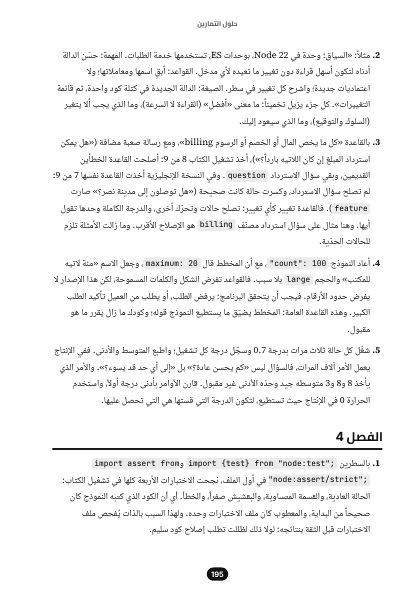 حلول التمارين
2. مثلاً: «السياق: وحدة في Node 22، بوحدات ES، تستخدمها خدمة الطلبات. المهمة: حسّن الدالة
أدناه لتكون أسهل قراءة دون تغيير ما تعيده لأي مدخل. القواعد: أبقِ اسمها ومعاملاتها؛ ولا
اعتماديات جديدة؛ واشرح كل تغيير في سطر. الصيغة: الدالة الجديدة في كتلة كود واحدة، ثم قائمة
التغييرات». كل جزء يزيل تخميناً: ما معنى «أفضل» (القراءة لا السرعة)، وما الذي يجب ألا يتغير
(السلوك والتوقيع)، وما الذي سيعود إليك.
3. بالقاعدة «كل ما يخص المال أو الخصم أو الرسوم billing»، ومع رسالة صعبة مضافة («هل يمكن
استرداد المبلغ إن كان اللاتيه بارداً؟»)، أخذ تشغيل الكتاب 8 من 9: أصلحت القاعدة الخطأين
القديمين، وبقي سؤال الاسترداد question . وفي النسخة الإنجليزية أخذت القاعدة نفسها 7 من 9:
لم تصلح سؤال الاسترداد، وكسرت حالة كانت صحيحة («هل توصلون إلى مدينة نصر؟» صارت
feature ). فالقاعدة تغيير كأي تغيير: تصلح حالات وتحرّك أخرى، والدرجة الكاملة وحدها تقول
أيها. وهنا مثال على سؤال استرداد مصنّف billing هو الإصلاح الأقرب. وما زالت الأمثلة تلزم
للحالات الحدّية.
4. أعاد النموذج "count": 100 ، مع أن المخطط قال maximum: 20 ، وجعل الاسم «مئة لاتيه
للمكتب» والحجم large بلا سبب. فالقواعد تفرض الشكل والكلمات المسموحة، لكن هذا الإصدار لا
يفرض حدود الأرقام. فيجب أن يتحقق البرنامج: يرفض الطلب، أو يطلب من العميل تأكيد الطلب
الكبير. وهذه القاعدة العامة: المخطط يضيّق ما يستطيع النموذج قوله؛ وكودك ما زال يقرر ما هو
مقبول.
5. شغّل كل حالة ثلاث مرات بدرجة 0.7 وسجّل درجة كل تشغيل؛ واطبع المتوسط والأدنى. ففي الإنتاج
يعمل الأمر آلاف المرات، فالسؤال ليس «كم يحسن عادة؟» بل «إلى أي حد قد يسوء؟». والأمر الذي
يأخذ 8 و8 و3 متوسطه جيد وحدّه الأدنى غير مقبول. قارن الأوامر بأدنى درجة أولاً، واستخدم
الحرارة 0 في الإنتاج حيث تستطيع، لتكون الدرجة التي قستها هي التي تحصل عليها.
الفصل 4
1. بالسطرين import {test} from "node:test"; و import assert from
"node:assert/strict"; في أول الملف، نجحت الاختبارات الأربعة كلها في تشغيل الكتاب:
الحالة العادية، والقسمة المتساوية، والبقشيش صفراً، والخطأ. أي أن الكود الذي كتبه النموذج كان
صحيحاً من البداية، والمعطوب كان ملف الاختبارات وحده. ولهذا السبب بالذات يُفحص ملف
الاختبارات قبل الثقة بنتائجه: لولا ذلك لظللت تطلب إصلاح كود سليم.
195